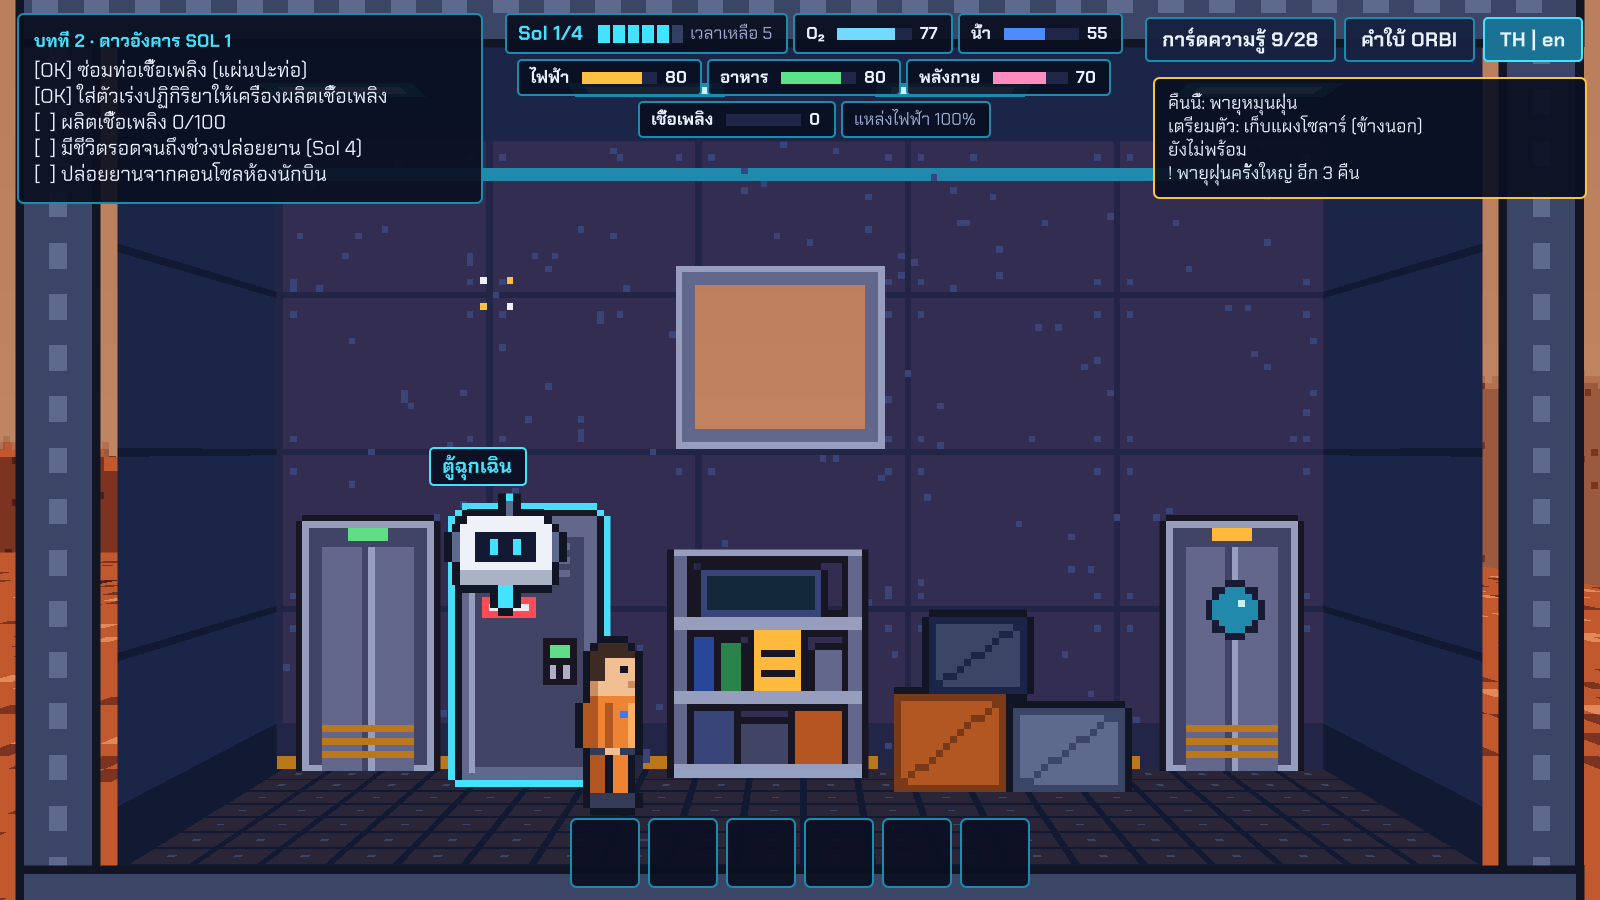 บทที่ 2 · ดาวอังคาร SOL 1
[OK] ซ่อมท่อเชื้อเพลิง (แผ่นปะท่อ)
[OK] ใส่ตัวเร่งปฏิกิริยาให้เครื่องผลิตเชื้อเพลิง
[ ] ผลิตเชื้อเพลิง 0/100
[ ] มีชีวิตรอดจนถึงช่วงปล่อยยาน (Sol 4)
[ ] ปล่อยยานจากคอนโซลห้องนักบิน
Sol 1/4 เวลาเหลือ 5
O₂ 77
น้ำ 55
ไฟฟ้า 80
อาหาร 80
พลังกาย 70
เชื้อเพลิง 0
แหล่งไฟฟ้า 100%
การ์ดความรู้ 9/28
คำใบ้ ORBI
TH | en
คืนนี้: พายุหมุนฝุ่น
เตรียมตัว: เก็บแผงโซลาร์ (ข้างนอก)
ยังไม่พร้อม
! พายุฝุ่นครั้งใหญ่ อีก 3 คืน
ตู้ฉุกเฉิน